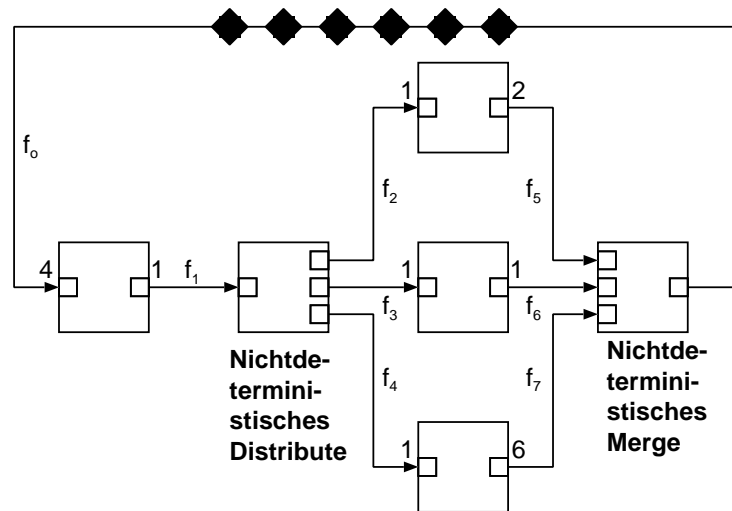 1
2
f₀
f₂
f₅
4
1
f₁
1
1
f₃
f₆
Nichtde-
termini-
stisches
Distribute
Nichtde-
termini-
stisches
Merge
f₄
f₇
1
6